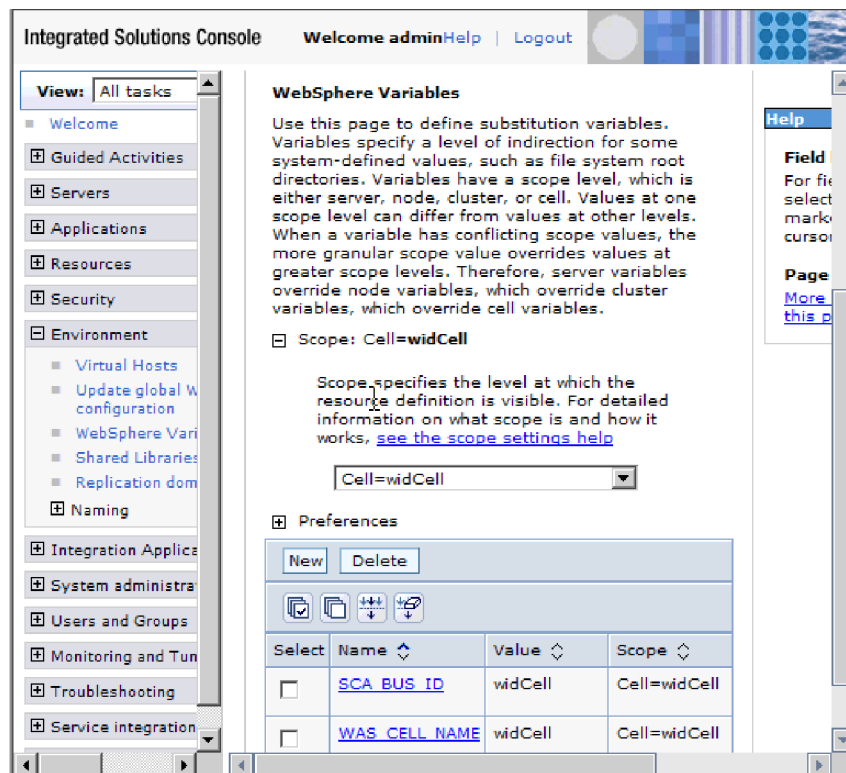 Integrated Solutions Console Welcome adminHelp | Logout
View: All tasks
Welcome
Guided Activities
Servers
Applications
Resources
Security
Environment
Virtual Hosts
Update global W
configuration
WebSphere Vari
Shared Libraries
Replication dom
Naming
Integration Applica
System administra
Users and Groups
Monitoring and Tun
Troubleshooting
Service integration
WebSphere Variables
Use this page to define substitution variables.
Variables specify a level of indirection for some
system-defined values, such as file system root
directories. Variables have a scope level, which is
either server, node, cluster, or cell. Values at one
scope level can differ from values at other levels.
When a variable has conflicting scope values, the
more granular scope value overrides values at
greater scope levels. Therefore, server variables
override node variables, which override cluster
variables, which override cell variables.
Scope: Cell=widCell
Scope specifies the level at which the
resource definition is visible. For detailed
information on what scope is and how it
works, see the scope settings help
Cell=widCell
Preferences
New Delete
Select Name Value Scope
SCA_BUS_ID widCell Cell=widCell
WAS_CELL_NAME widCell Cell=widCell
Help
Field
For fie
select
mark
cursor
Page
More
this p